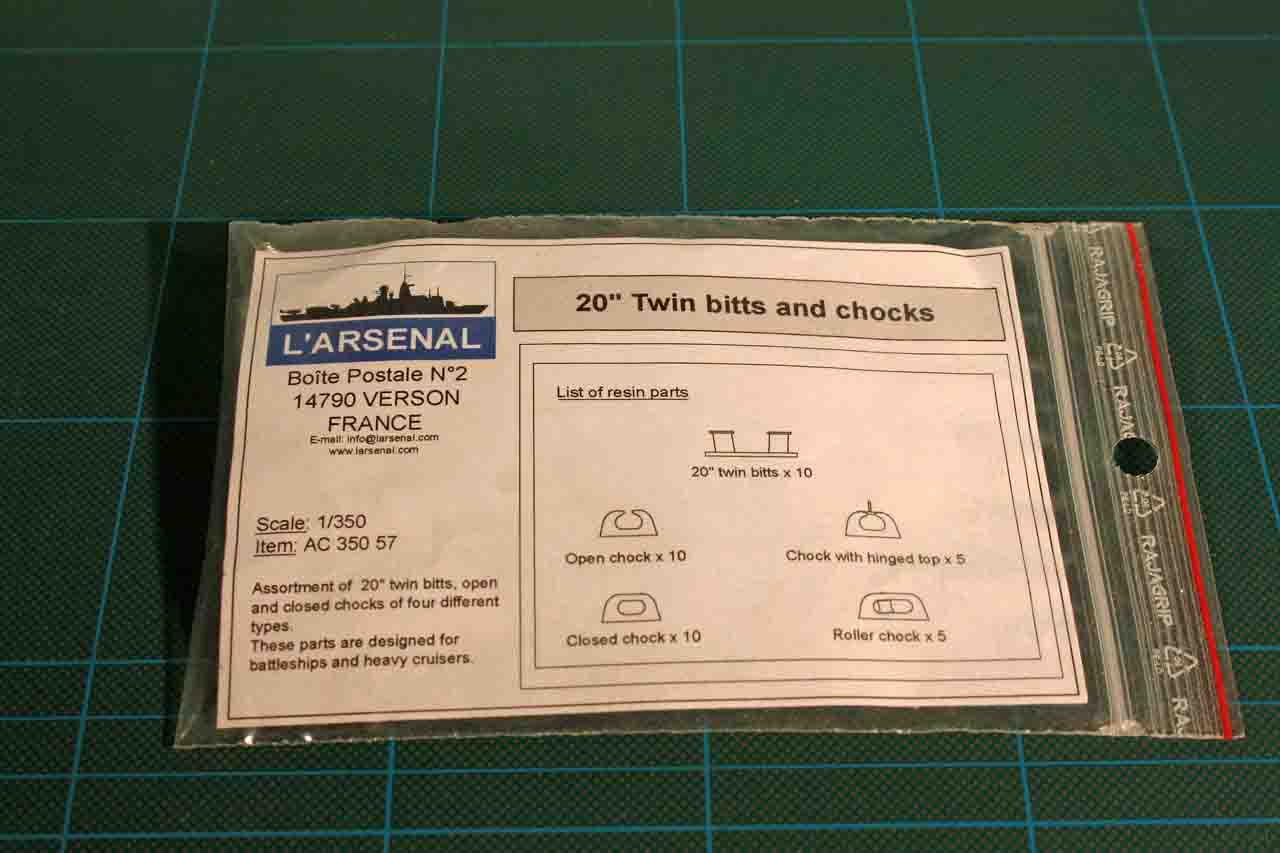 L'ARSENAL
Boîte Postale N°2
14790 VERSON
FRANCE
E-mail: info@larsenal.com
www.larsenal.com
Scale: 1/350
Item: AC 350 57
Assortment of 20" twin bitts, open
and closed chocks of four different
types.
These parts are designed for
battleships and heavy cruisers.
20" Twin bitts and chocks
List of resin parts
20" twin bitts x 10
Open chock x 10
Chock with hinged top x 5
Closed chock x 10
Roller chock x 5
RAJAGRIP
RAJAG
RAJAGRIP
RA